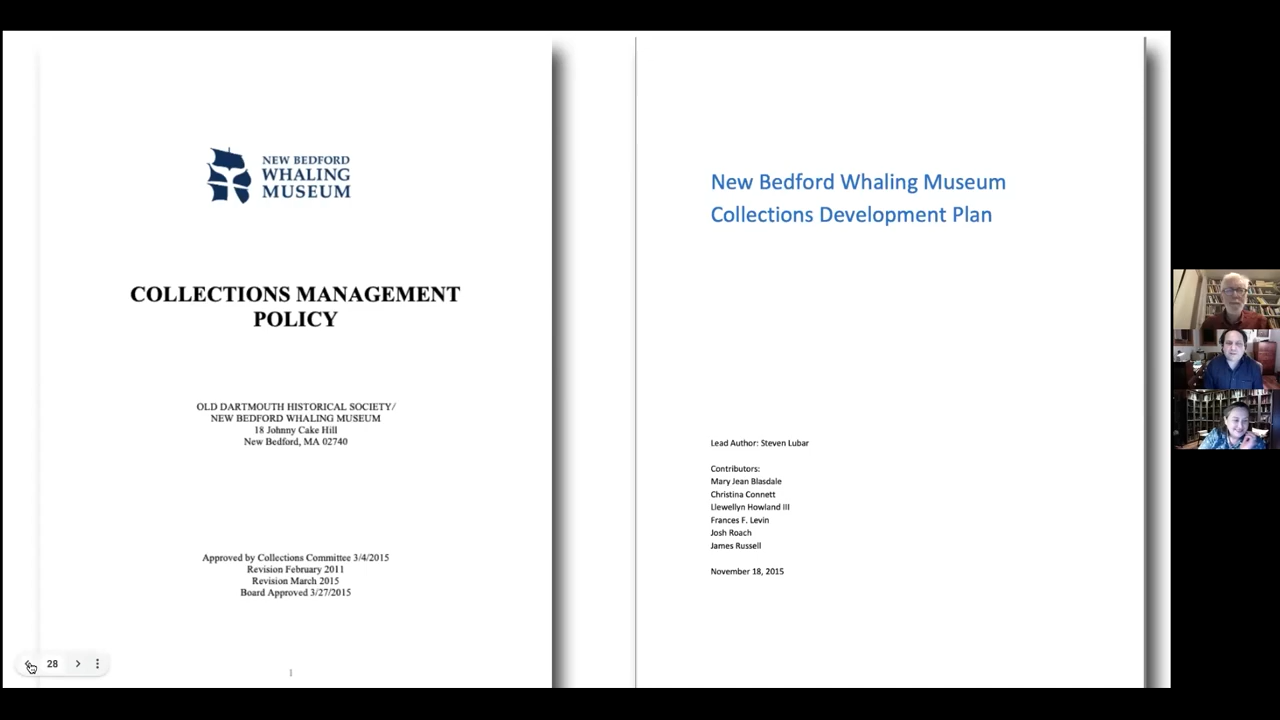 NEW BEDFORD
WHALING
MUSEUM
COLLECTIONS MANAGEMENT
POLICY
OLD DARTMOUTH HISTORICAL SOCIETY/
NEW BEDFORD WHALING MUSEUM
18 Johnny Cake Hill
New Bedford, MA 02740
Approved by Collections Committee 3/4/2015
Revision February 2011
Revision March 2015
Board Approved 3/27/2015
New Bedford Whaling Museum
Collections Development Plan
Lead Author: Steven Lubar
Contributors:
Mary Jean Blasdale
Christina Connett
Llewellyn Howland III
Frances F. Levin
Josh Roach
James Russell
November 18, 2015
28